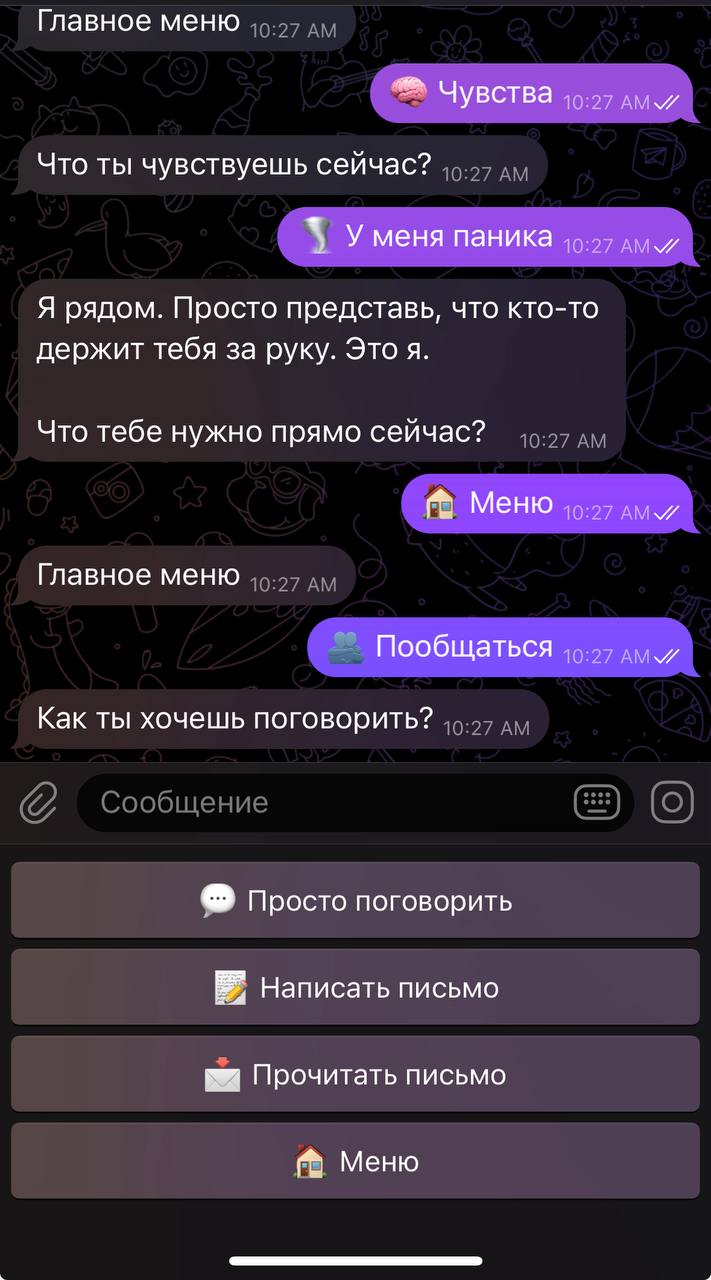 Главное меню 10:27 AM
🧠 Чувства 10:27 AM
Что ты чувствуешь сейчас? 10:27 AM
🌪 У меня паника 10:27 AM
Я рядом. Просто представь, что кто-то
держит тебя за руку. Это я.
Что тебе нужно прямо сейчас? 10:27 AM
🏠 Меню 10:27 AM
Главное меню 10:27 AM
🫂 Пообщаться 10:27 AM
Как ты хочешь поговорить? 10:27 AM
Сообщение
💬 Просто поговорить
📝 Написать письмо
📩 Прочитать письмо
🏠 Меню